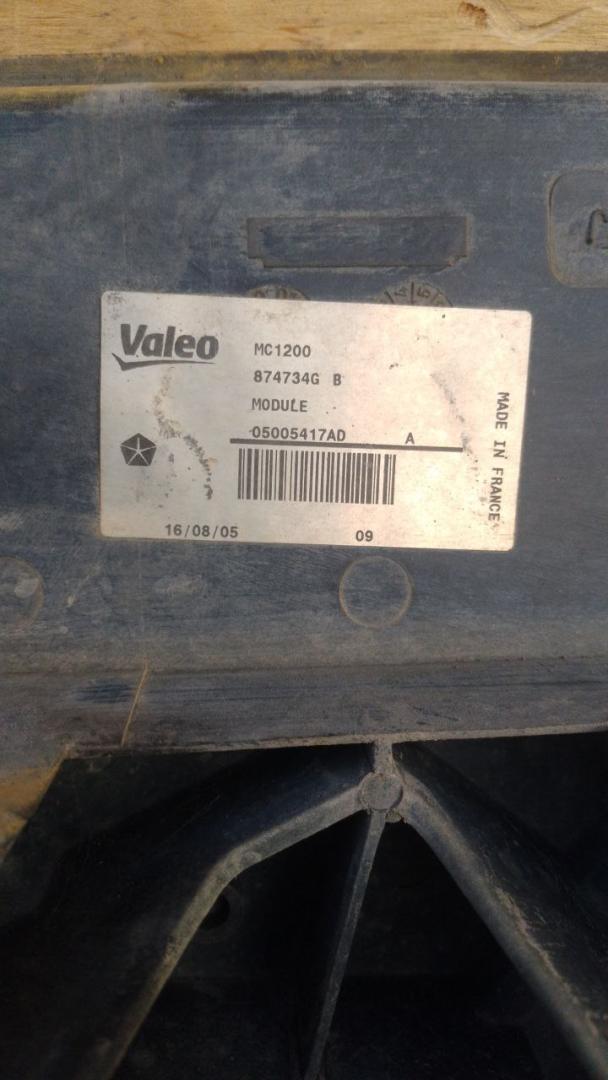 Valeo
MC1200
874734G B
MODULE
05005417AD A
MADE IN FRANCE
16/08/05 09